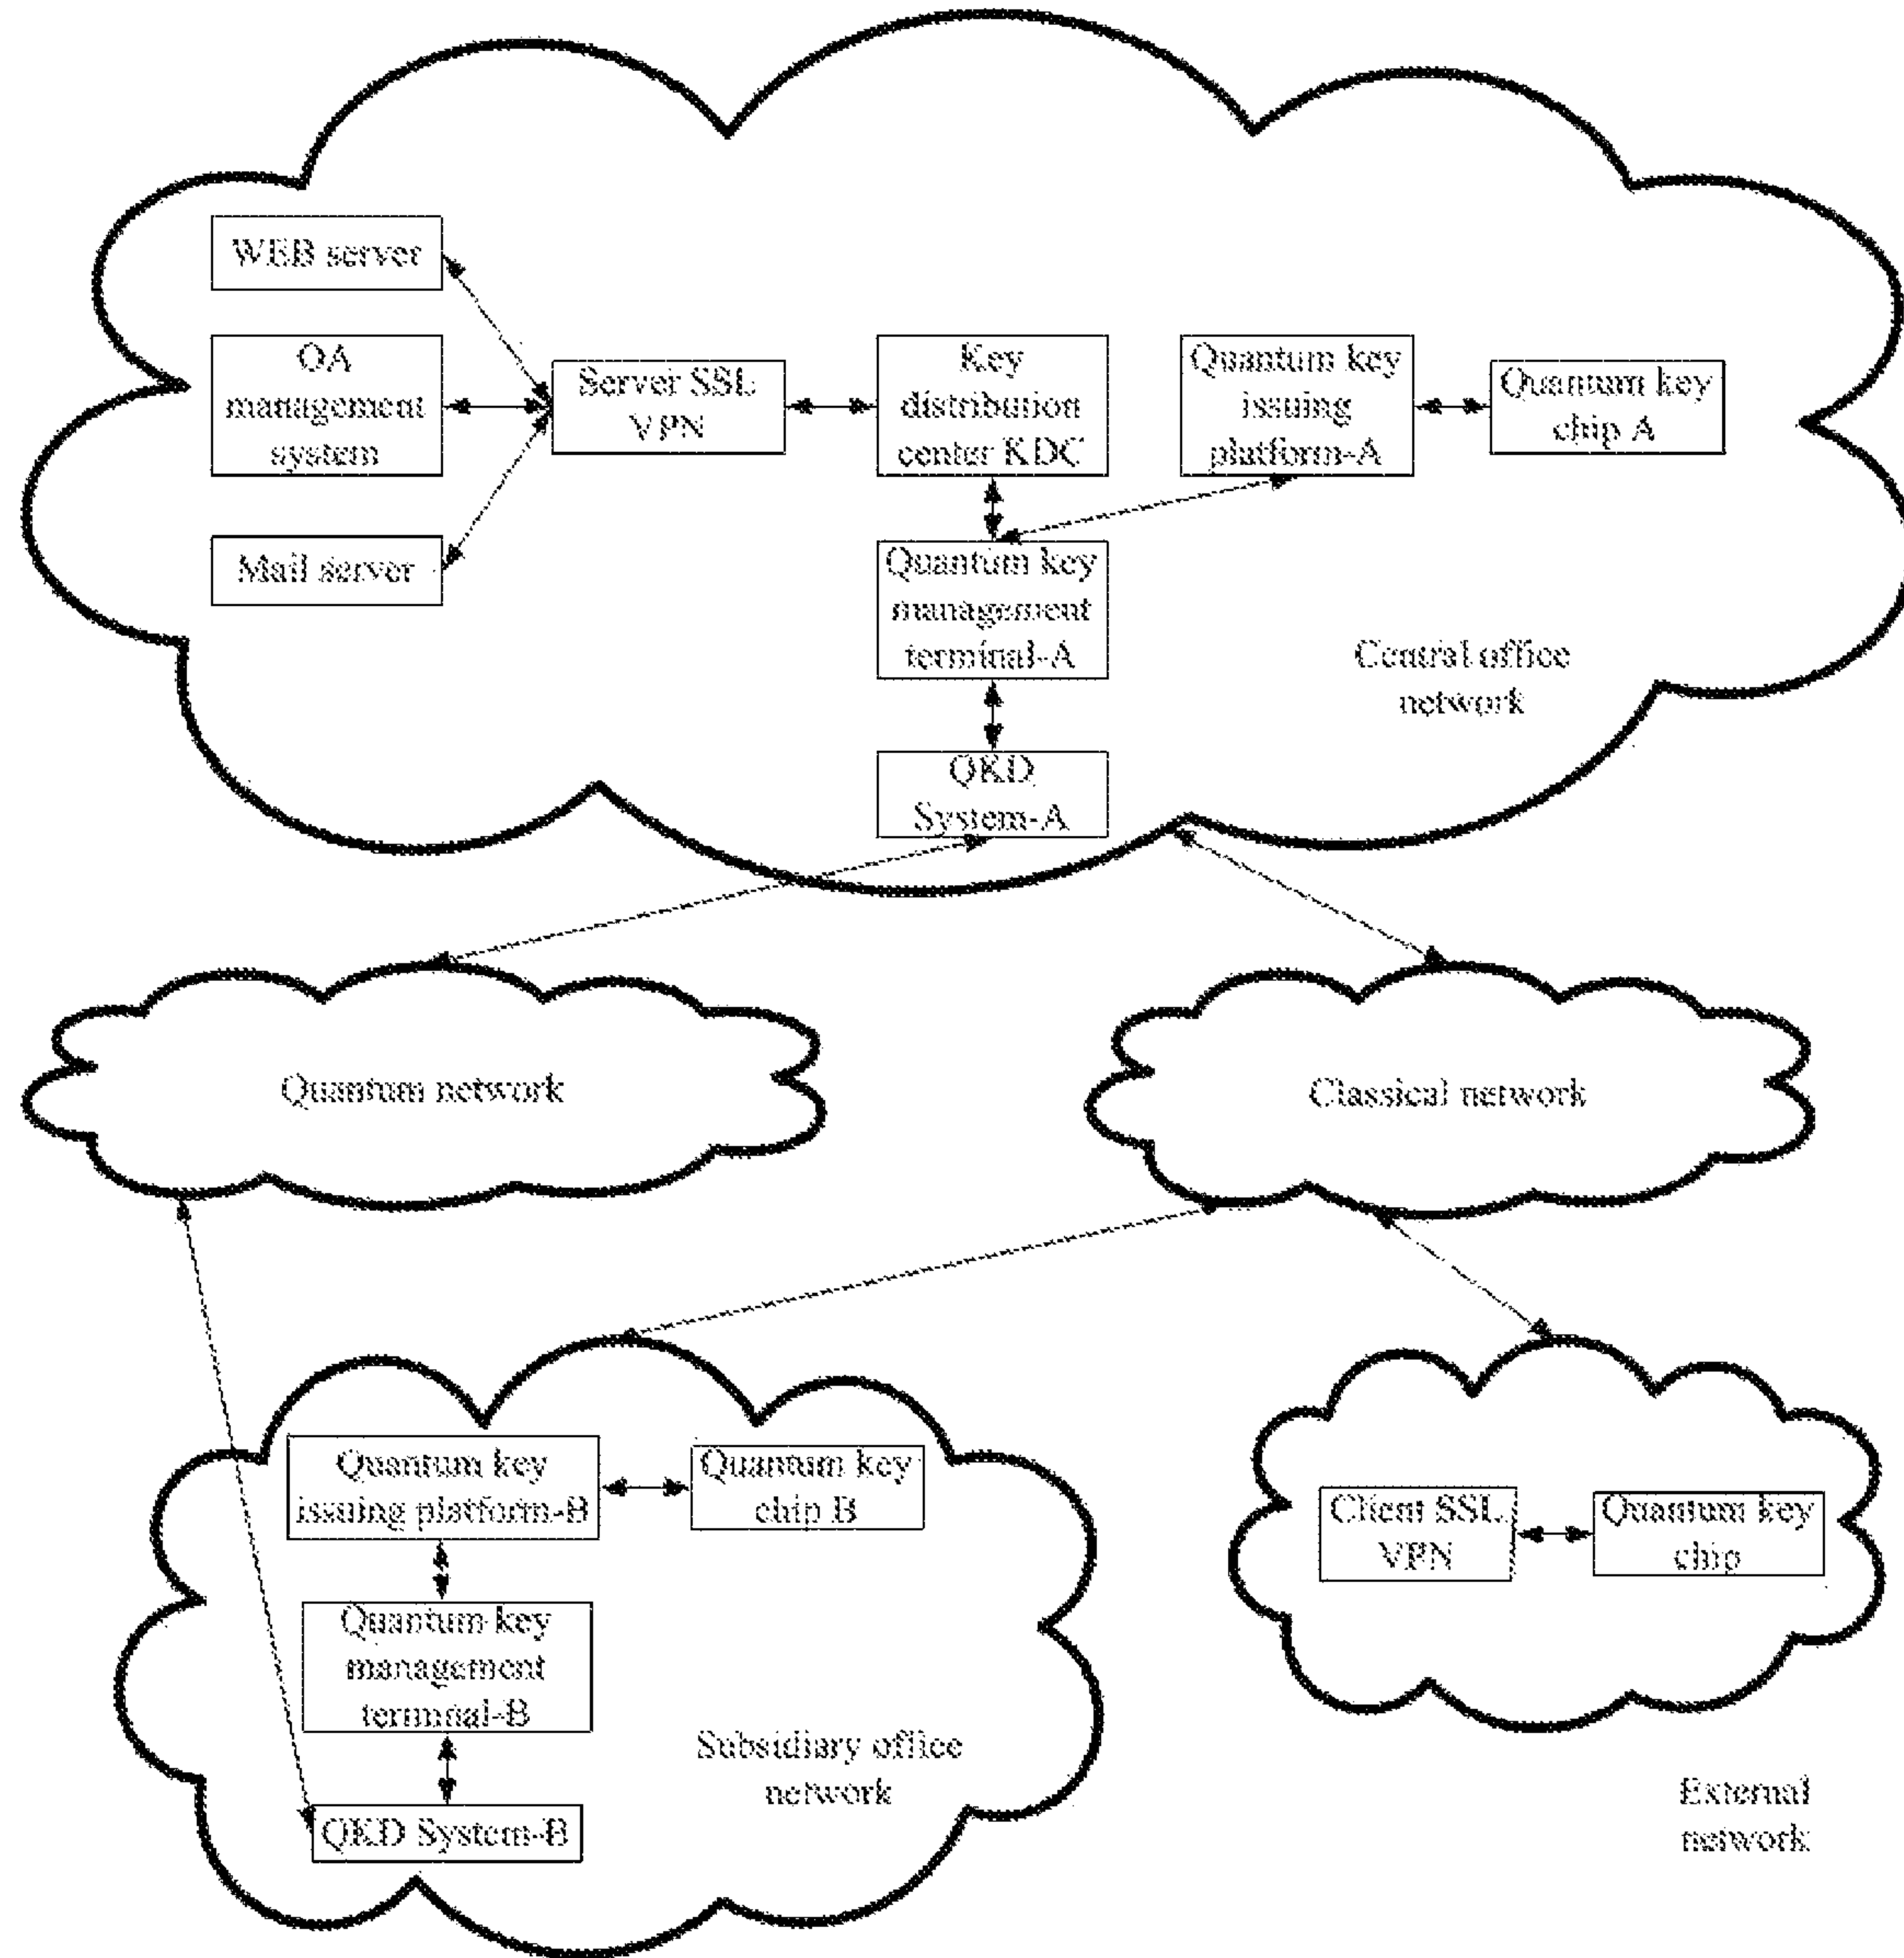 WEB server
OA
management
system
Mail server
Server SSL
VPN
Key
distribution
center KDC
Quantum key
issuing
platform-A
Quantum key
chip A
Quantum key
management
terminal-A
QKD
System-A
Central office
network
Quantum network
Classical network
Quantum key
issuing platform-B
Quantum key
chip B
Quantum key
management
terminal-B
QKD System-B
Subsidiary office
network
Client SSL
VPN
Quantum key
chip
External
network